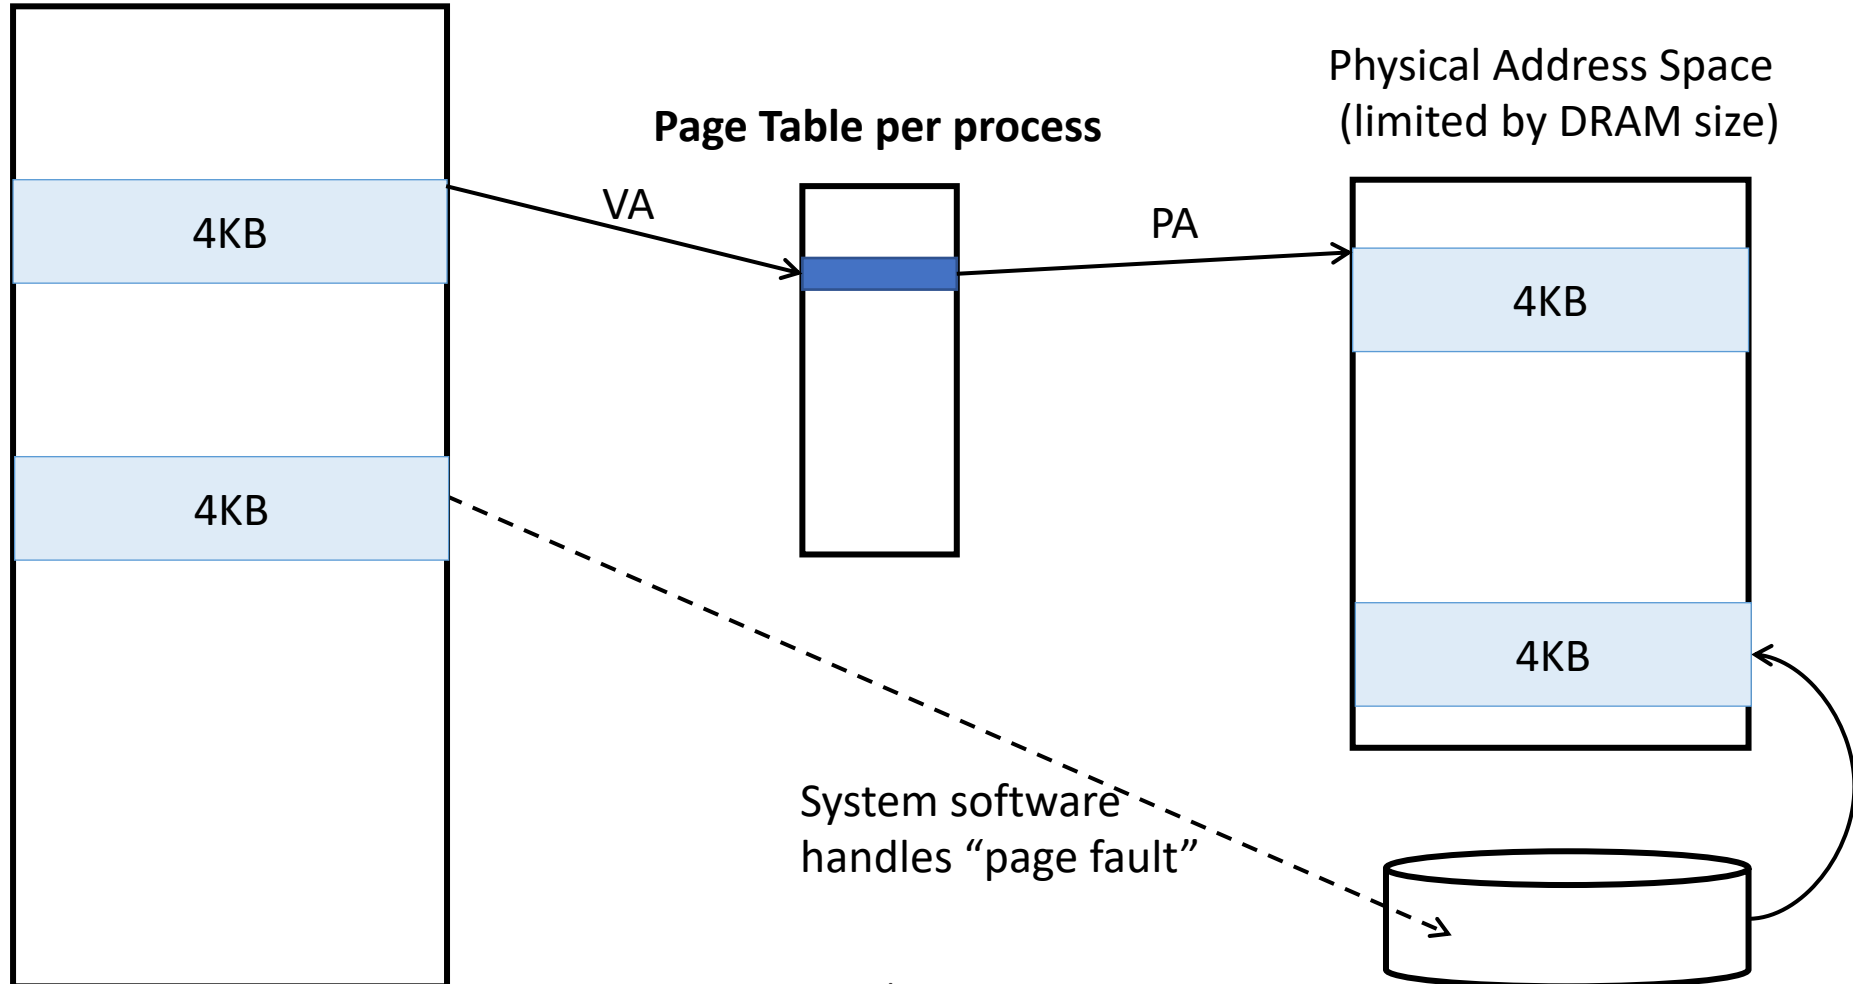 Physical Address Space
(limited by DRAM size)
Page Table per process
VA
PA
4KB
4KB
4KB
4KB
System software
handles “page fault”